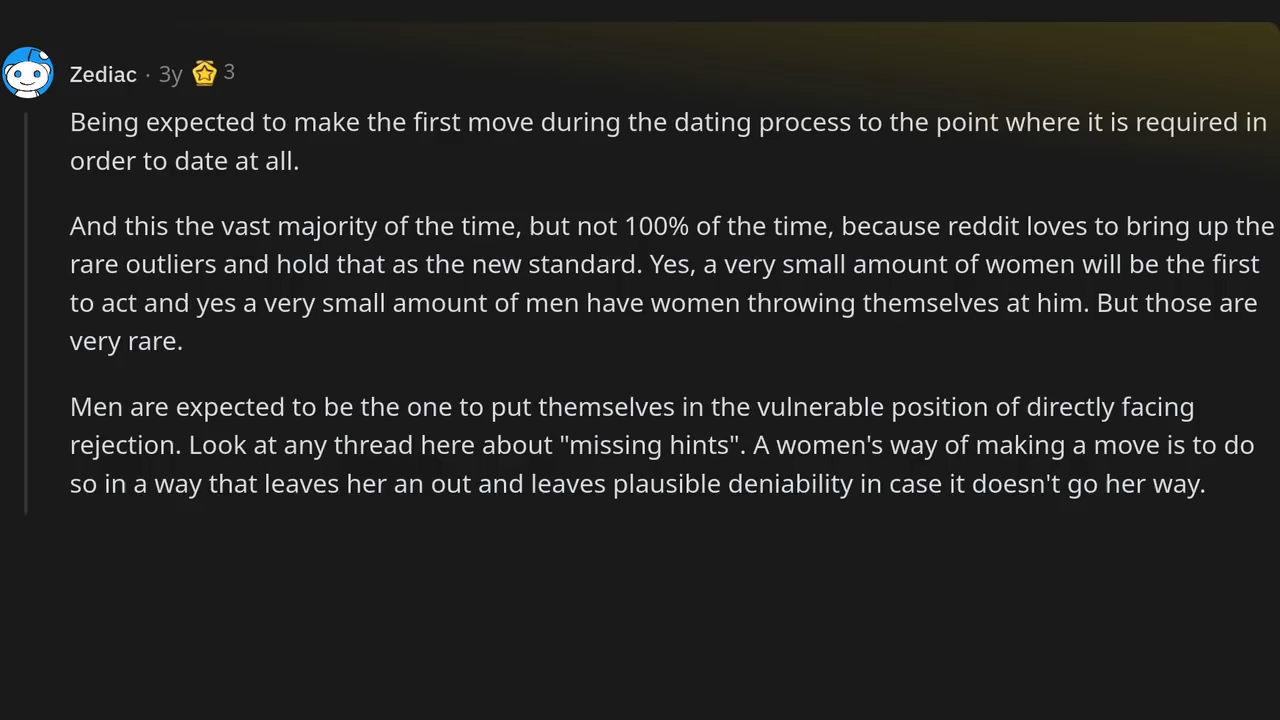 Zediac · 3y 3
Being expected to make the first move during the dating process to the point where it is required in
order to date at all.
And this the vast majority of the time, but not 100% of the time, because reddit loves to bring up the
rare outliers and hold that as the new standard. Yes, a very small amount of women will be the first
to act and yes a very small amount of men have women throwing themselves at him. But those are
very rare.
Men are expected to be the one to put themselves in the vulnerable position of directly facing
rejection. Look at any thread here about "missing hints". A women's way of making a move is to do
so in a way that leaves her an out and leaves plausible deniability in case it doesn't go her way.